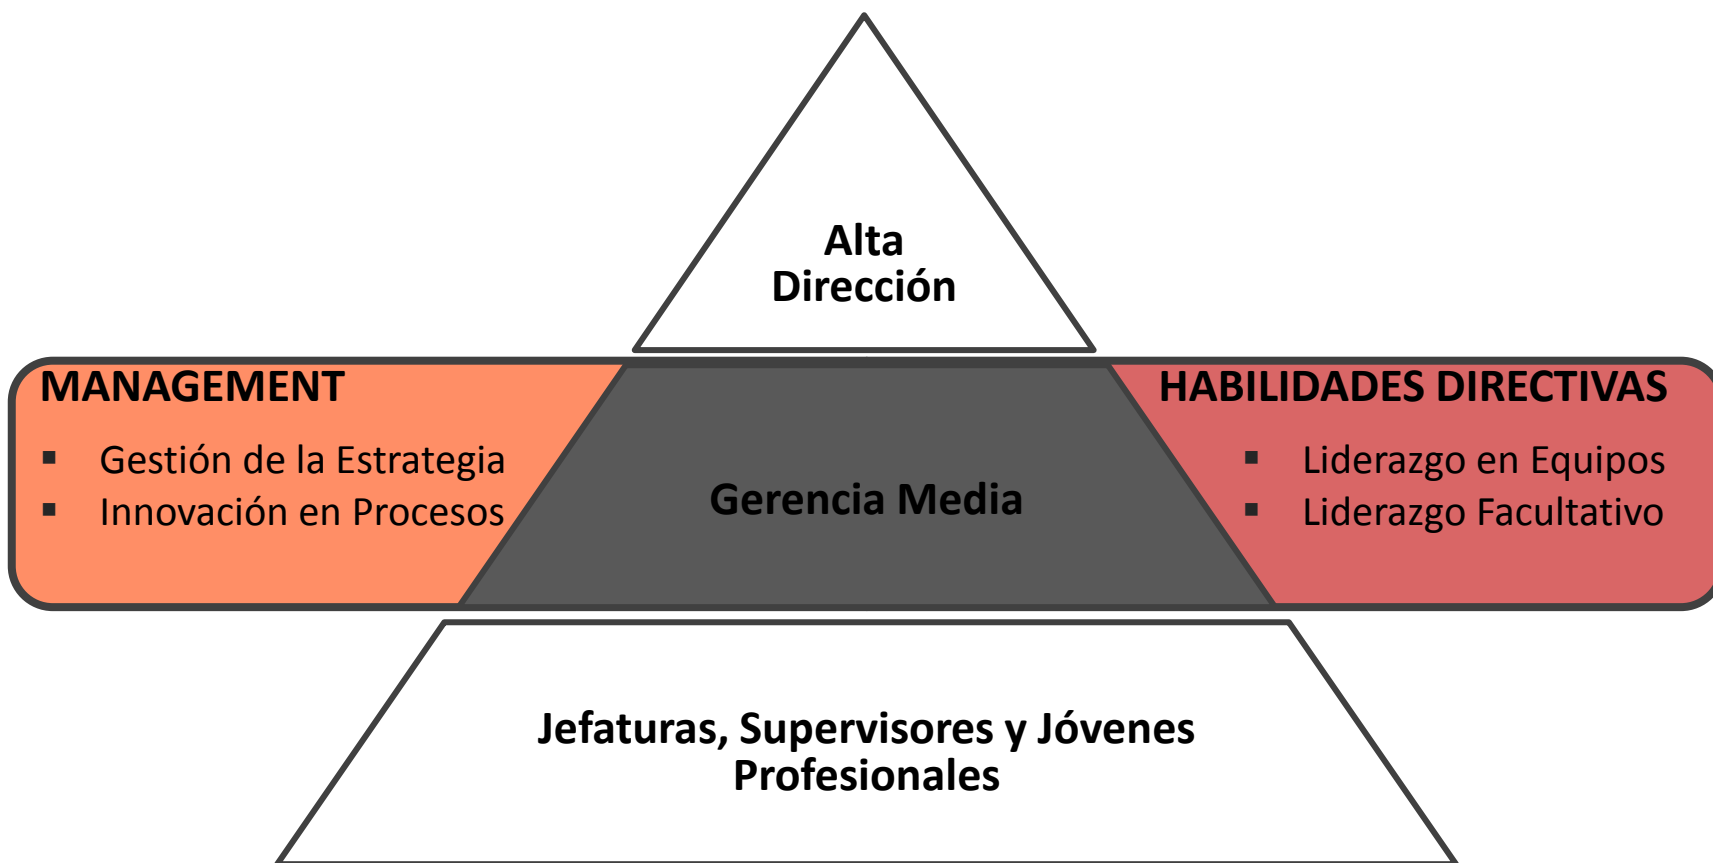 Alta
Dirección
MANAGEMENT
▪ Gestión de la Estrategia
▪ Innovación en Procesos
Gerencia Media
HABILIDADES DIRECTIVAS
▪ Liderazgo en Equipos
▪ Liderazgo Facultativo
Jefaturas, Supervisores y Jóvenes
Profesionales